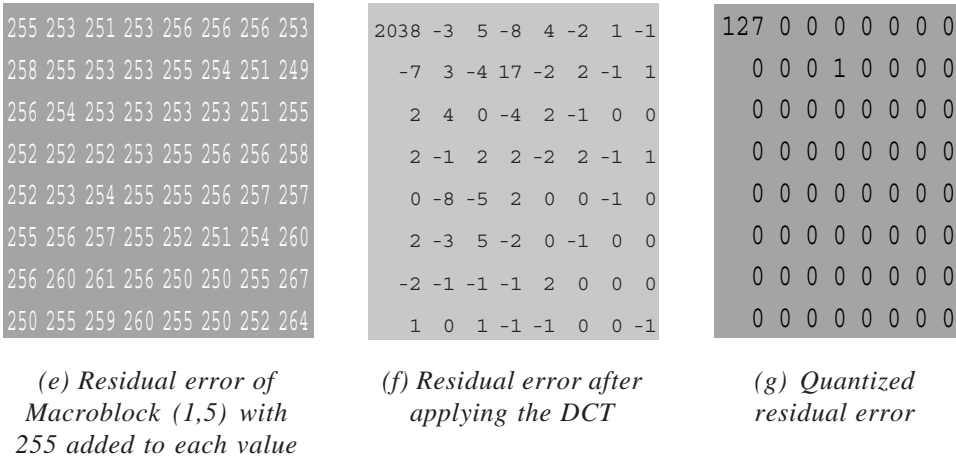 255 253 251 253 256 256 256 253
258 255 253 253 255 254 251 249
256 254 253 253 253 253 251 255
252 252 252 253 255 256 256 258
252 253 254 255 255 256 257 257
255 256 257 255 252 251 254 260
256 260 261 256 250 250 255 267
250 255 259 260 255 250 252 264
(e) Residual error of
Macroblock (1,5) with
255 added to each value
2038 -3 5 -8 4 -2 1 -1
-7 3 -4 17 -2 2 -1 1
2 4 0 -4 2 -1 0 0
2 -1 2 2 -2 2 -1 1
0 -8 -5 2 0 0 -1 0
2 -3 5 -2 0 -1 0 0
-2 -1 -1 -1 2 0 0 0
1 0 1 -1 -1 0 0 -1
(f) Residual error after
applying the DCT
127 0 0 0 0 0 0 0
0 0 0 1 0 0 0 0
0 0 0 0 0 0 0 0
0 0 0 0 0 0 0 0
0 0 0 0 0 0 0 0
0 0 0 0 0 0 0 0
0 0 0 0 0 0 0 0
0 0 0 0 0 0 0 0
(g) Quantized
residual error